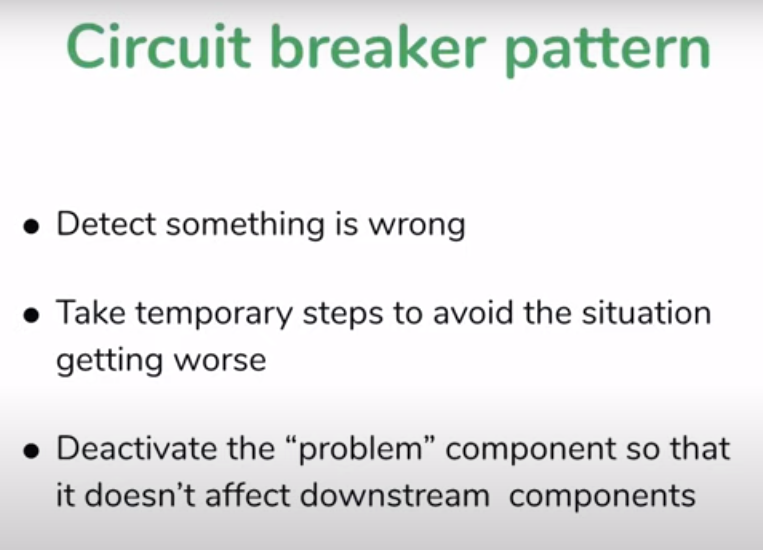 Circuit breaker pattern
● Detect something is wrong
● Take temporary steps to avoid the situation
getting worse
● Deactivate the “problem” component so that
it doesn’t affect downstream  components